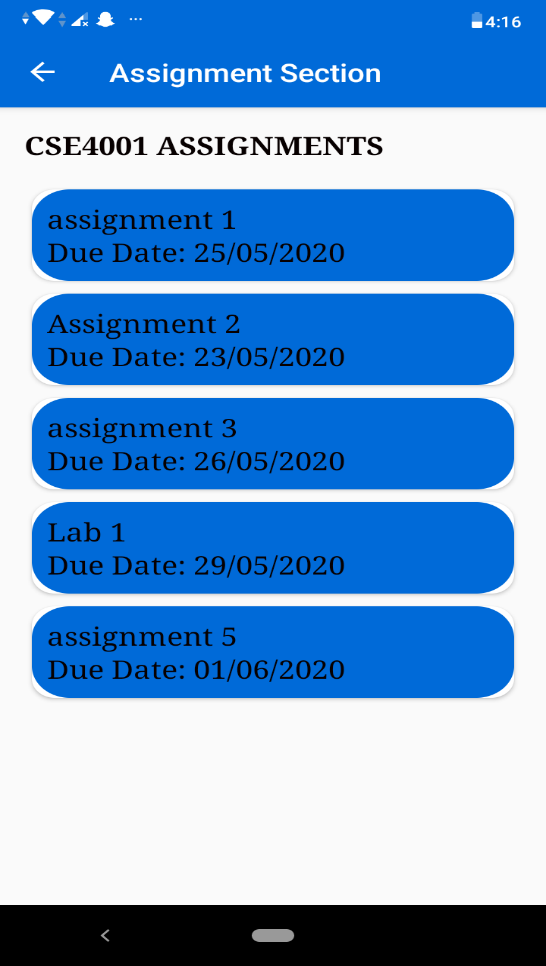 4:16
Assignment Section
CSE4001 ASSIGNMENTS
assignment 1
Due Date: 25/05/2020
Assignment 2
Due Date: 23/05/2020
assignment 3
Due Date: 26/05/2020
Lab 1
Due Date: 29/05/2020
assignment 5
Due Date: 01/06/2020